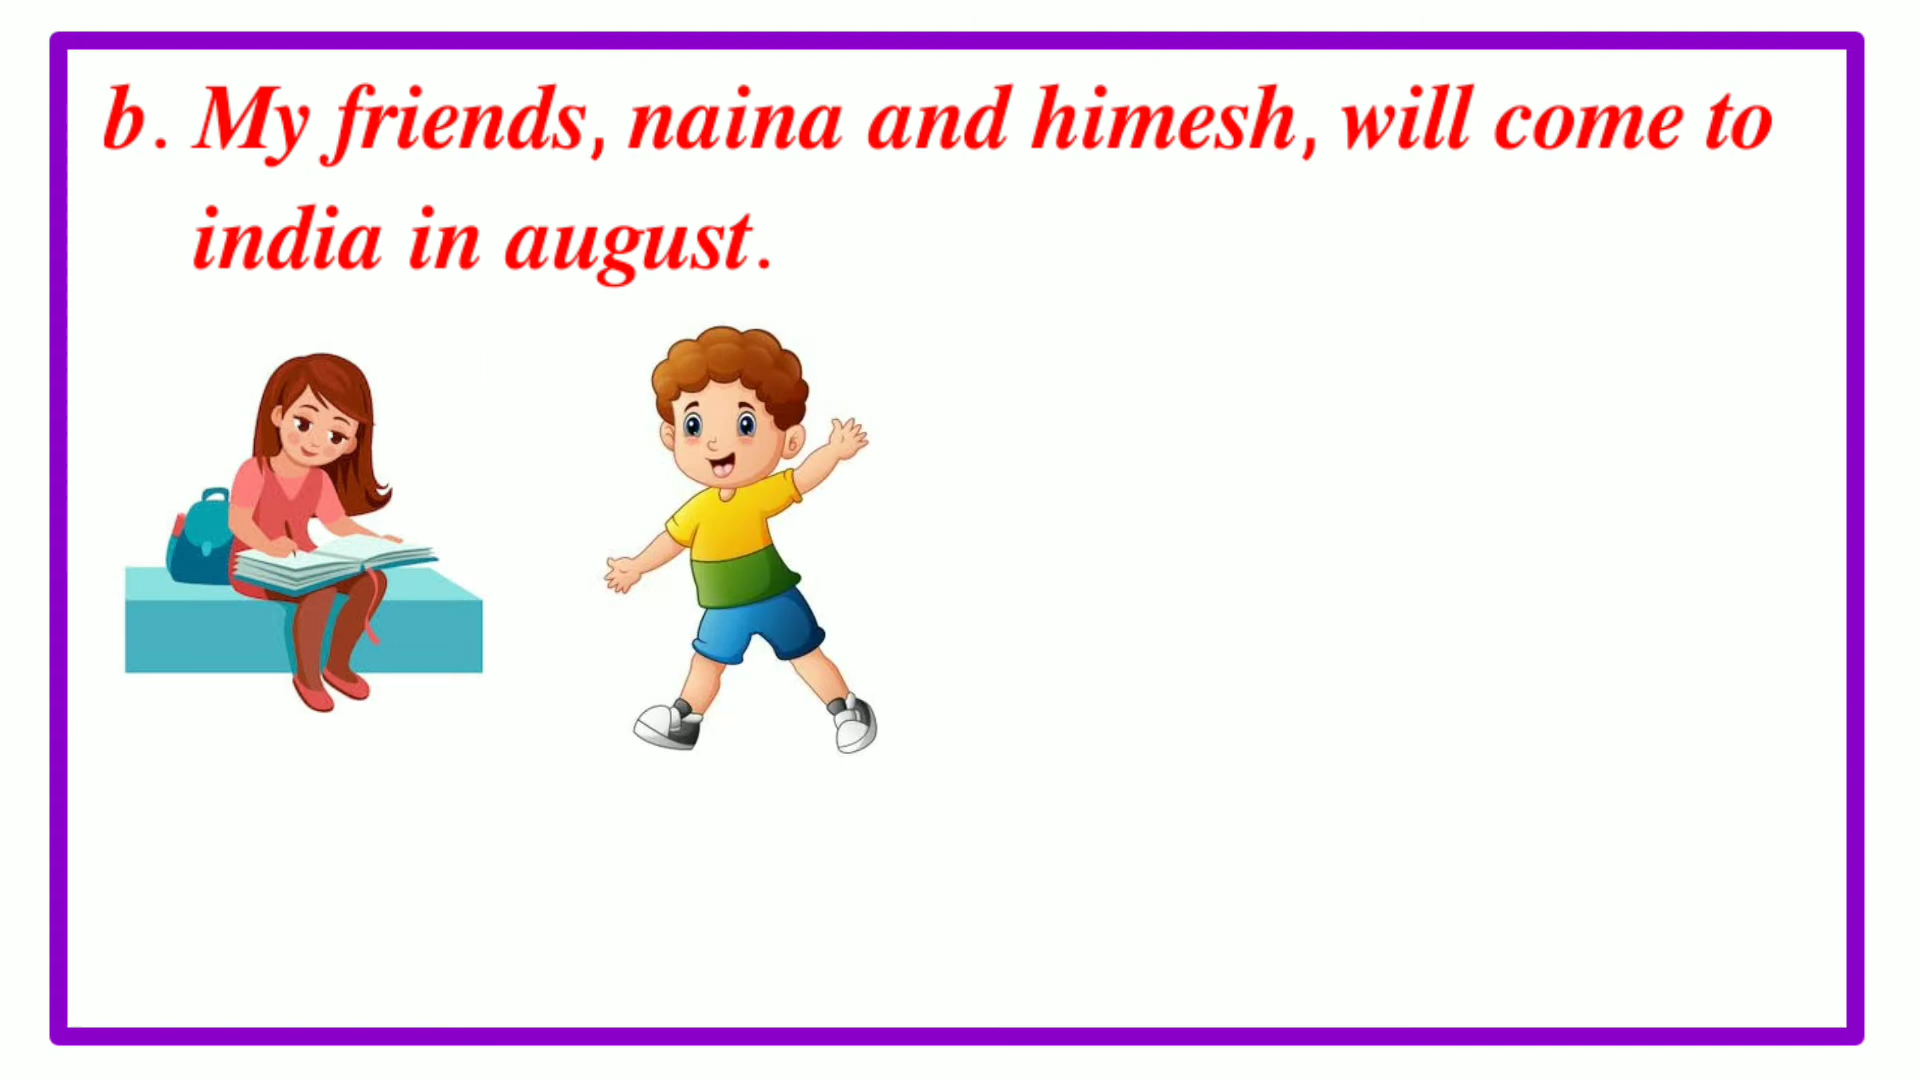 b. My friends, naina and himesh, will come to
india in august.